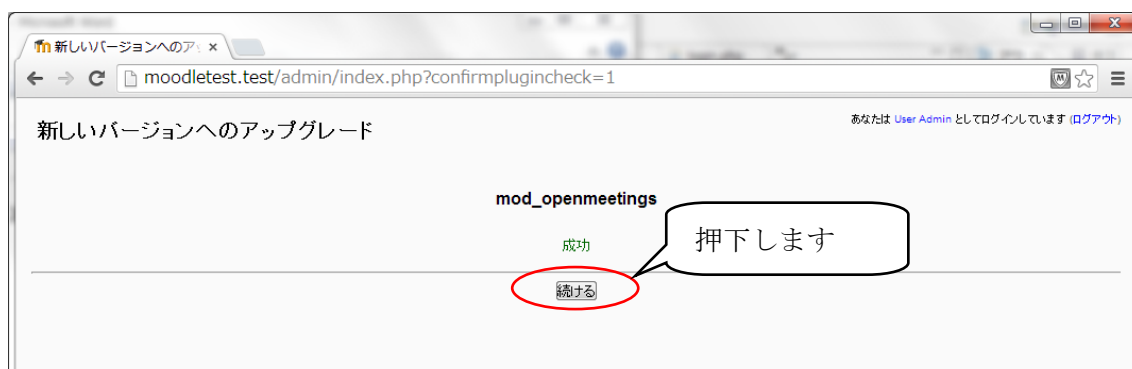 新しいバージョンへのア
moodletest.test/admin/index.php?confirmplugincheck=1
新しいバージョンへのアップグレード
あなたは User Admin としてログインしています (ログアウト)
mod_openmeetings
成功
押下します
続ける